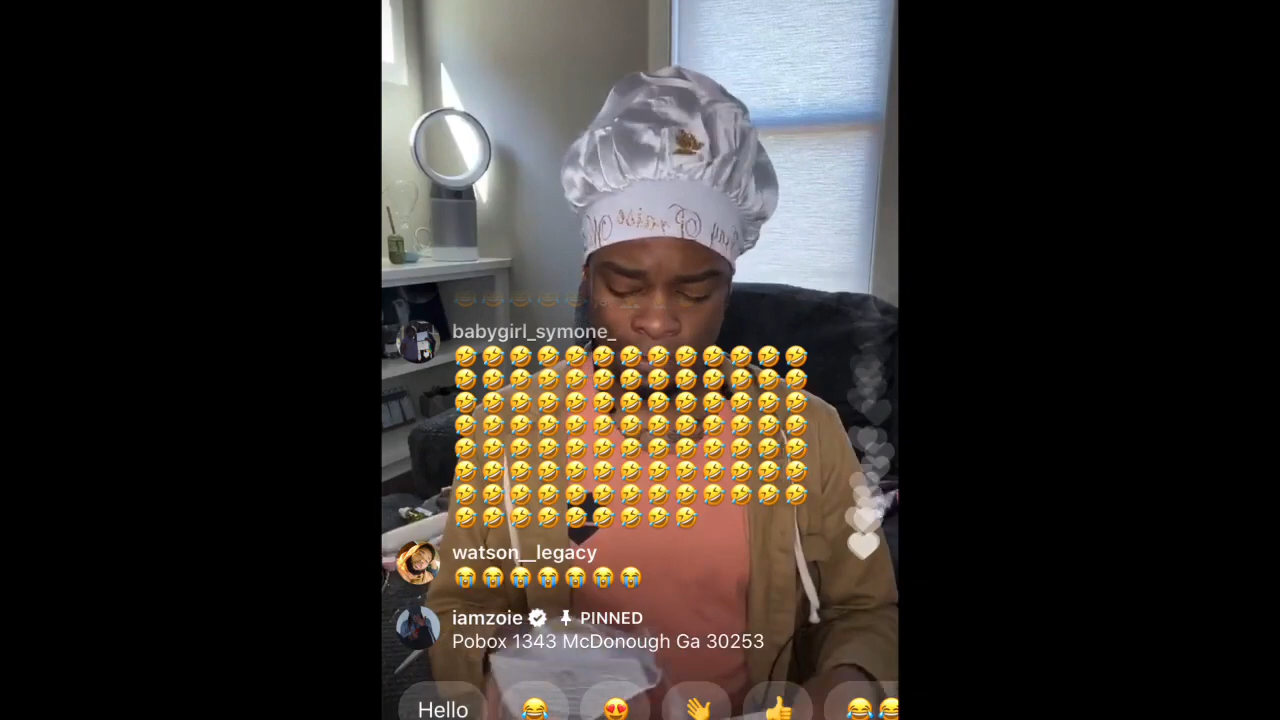 babygirl_symone_
🤣🤣🤣🤣🤣🤣🤣🤣🤣🤣🤣🤣🤣
🤣🤣🤣🤣🤣🤣🤣🤣🤣🤣🤣🤣🤣
🤣🤣🤣🤣🤣🤣🤣🤣🤣🤣🤣🤣🤣
🤣🤣🤣🤣🤣🤣🤣🤣🤣🤣🤣🤣🤣
🤣🤣🤣🤣🤣🤣🤣🤣🤣🤣🤣🤣🤣
🤣🤣🤣🤣🤣🤣🤣🤣🤣🤣🤣🤣🤣
🤣🤣🤣🤣🤣🤣🤣🤣🤣🤣🤣🤣🤣
🤣🤣🤣🤣🤣🤣🤣🤣🤣
watson__legacy
😭😭😭😭😭😭😭
iamzoie PINNED
Pobox 1343 McDonough Ga 30253
Hello 😂 😍 👋 👍 😂😂